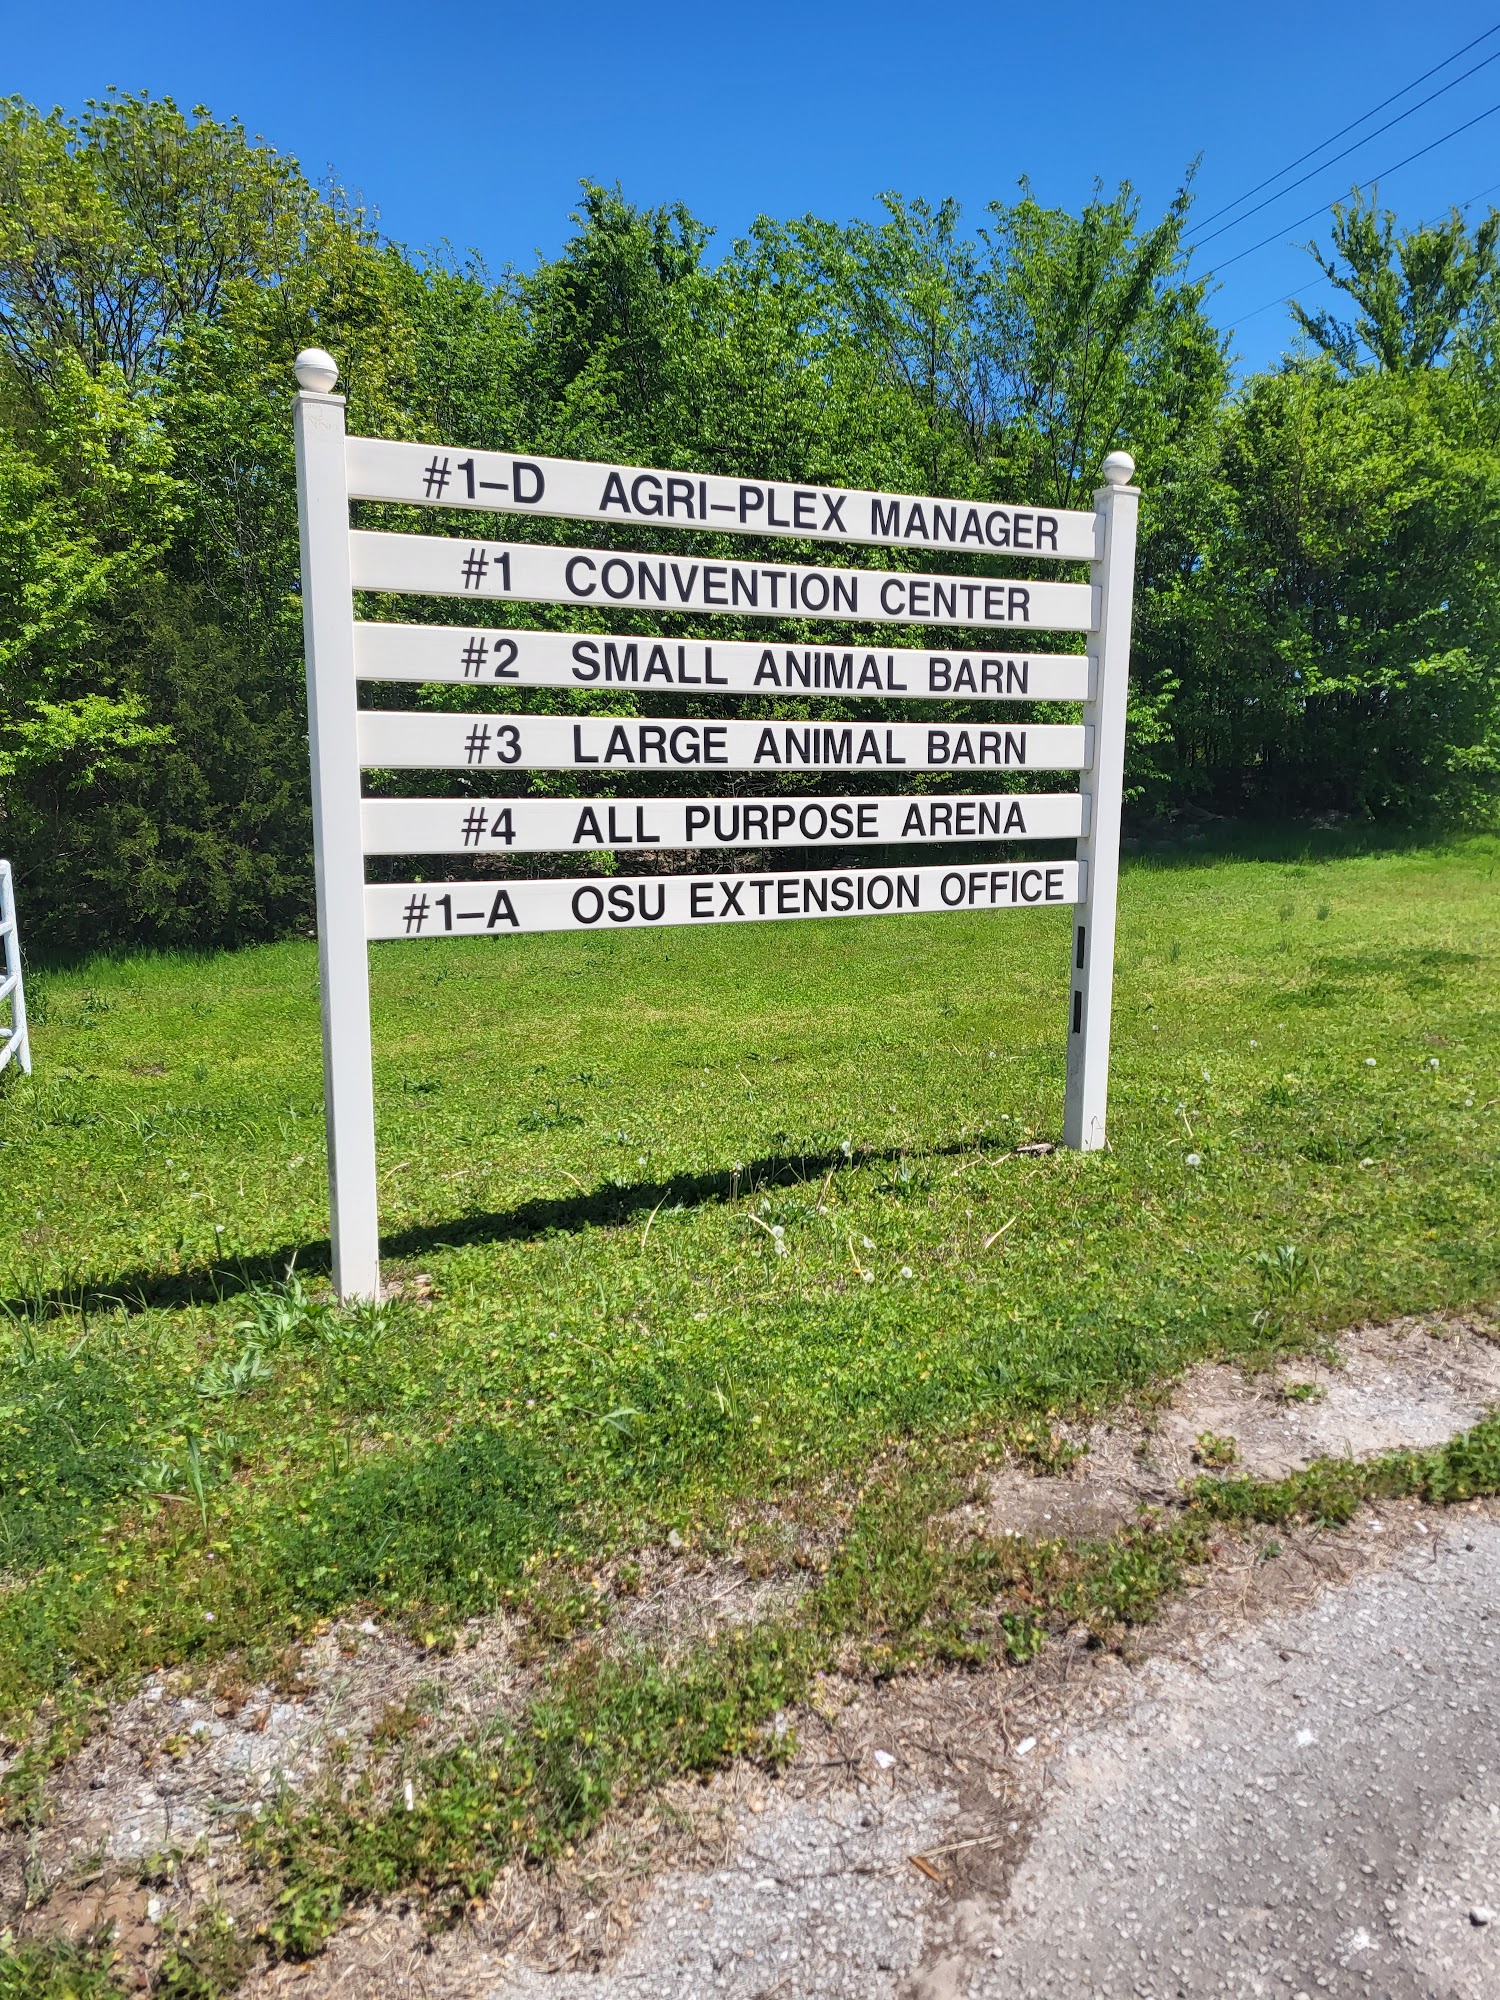 #1-D AGRI-PLEX MANAGER
#1 CONVENTION CENTER
#2 SMALL ANIMAL BARN
#3 LARGE ANIMAL BARN
#4 ALL PURPOSE ARENA
#1-A OSU EXTENSION OFFICE